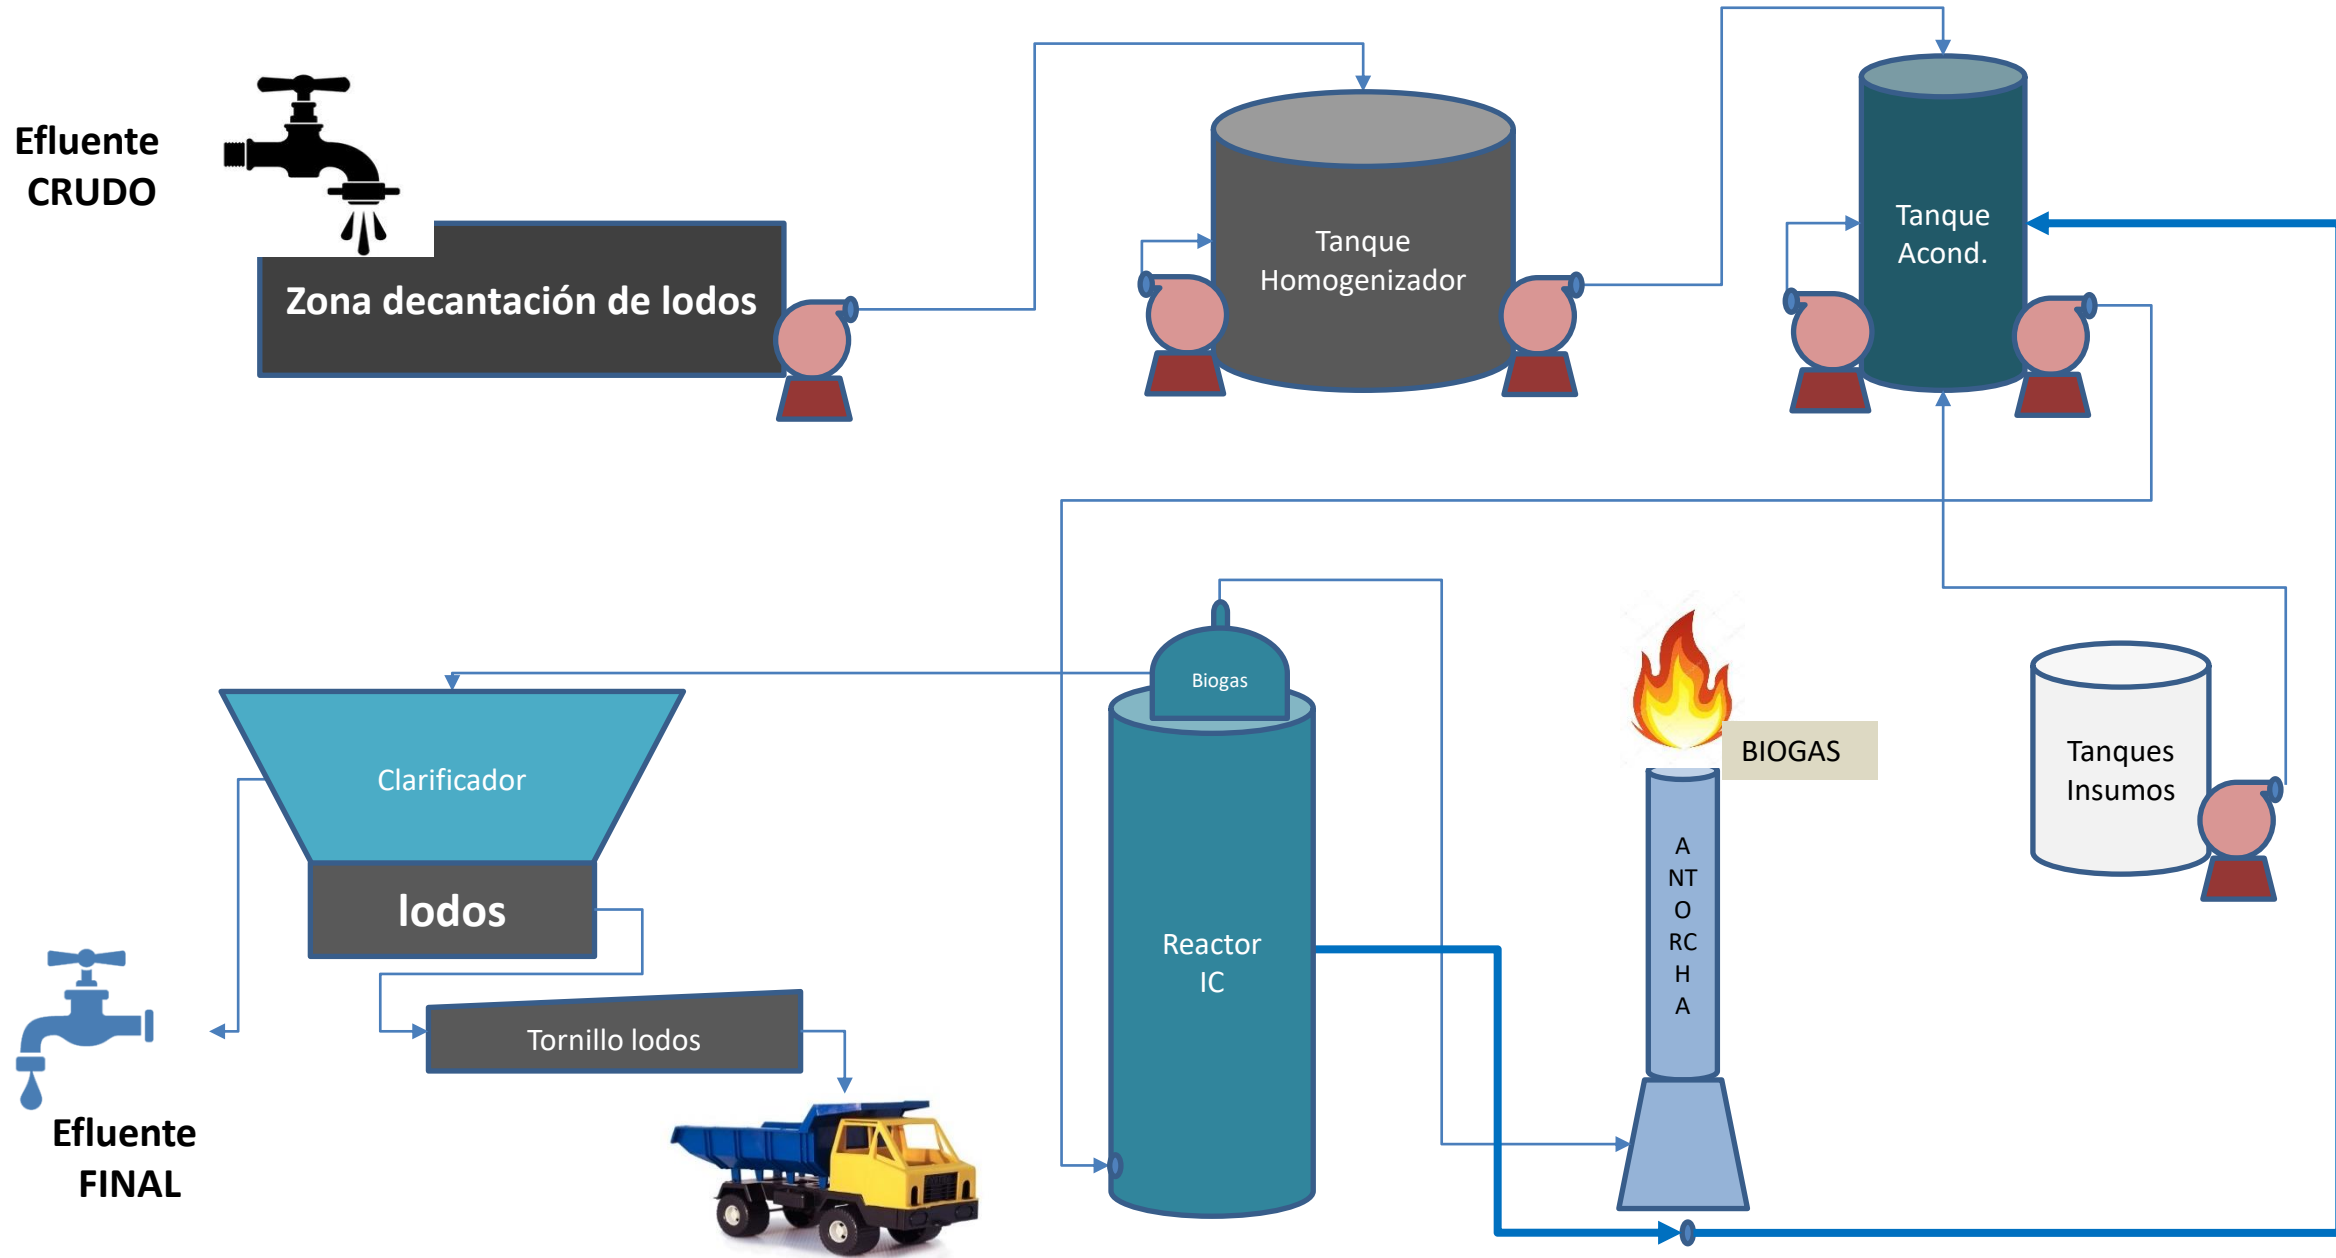 Efluente
CRUDO
Zona decantación de lodos
Tanque
Homogenizador
Tanque
Acond.
Biogas
BIOGAS
Clarificador
Tanques
Insumos
A
NT
O
RC
H
A
lodos
Reactor
IC
Tornillo lodos
Efluente
FINAL